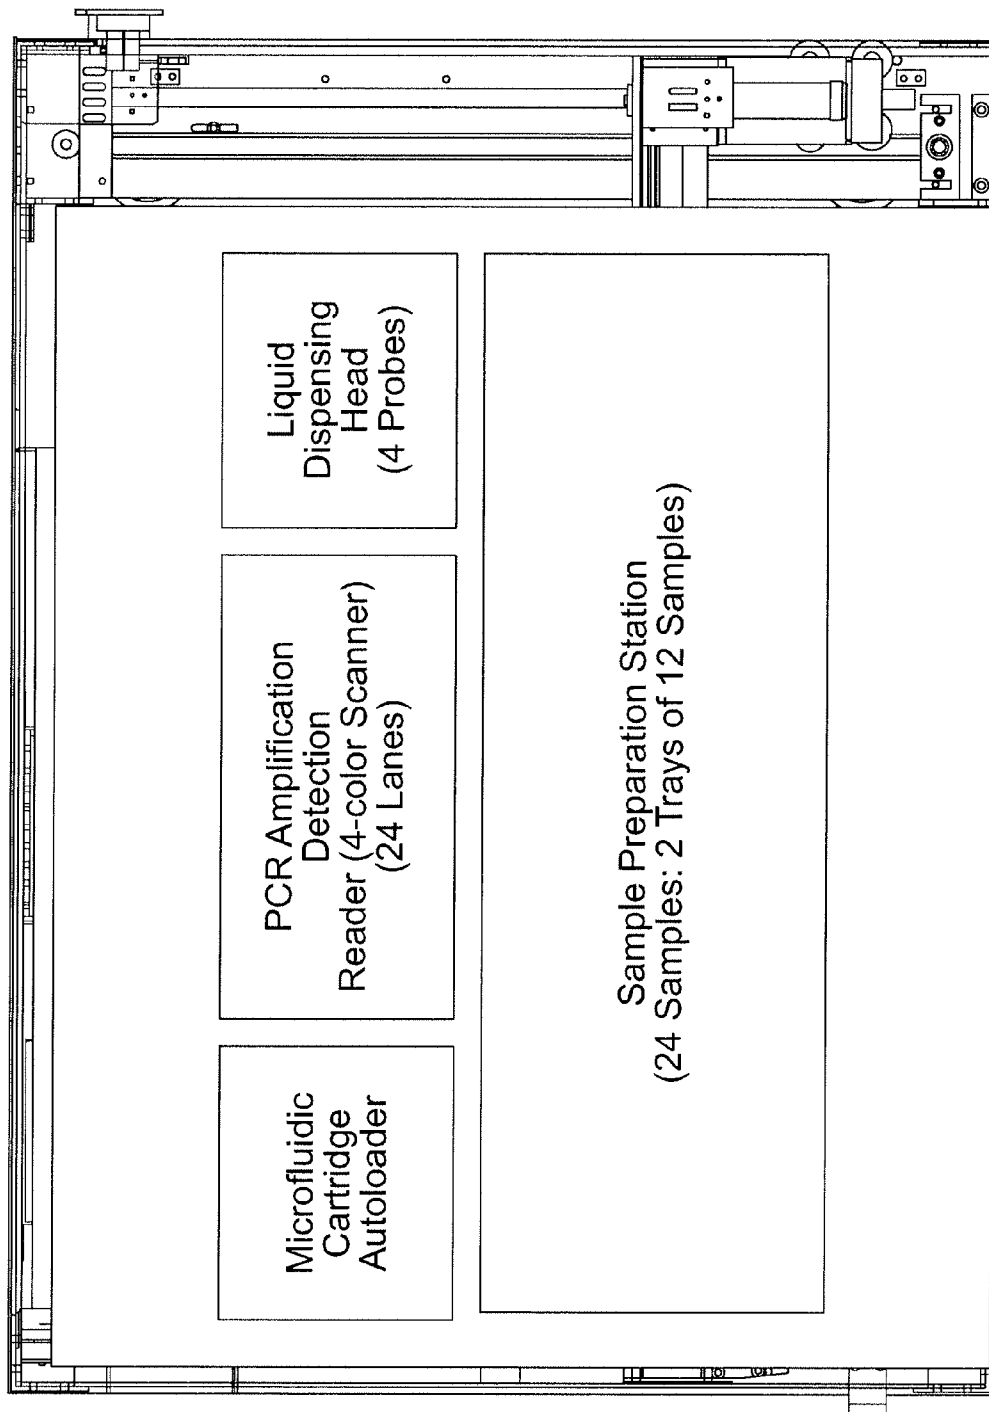 Microfluidic
Cartridge
Autoloader
PCR Amplification
Detection
Reader (4-color Scanner)
(24 Lanes)
Liquid
Dispensing
Head
(4 Probes)
Sample Preparation Station
(24 Samples: 2 Trays of 12 Samples)